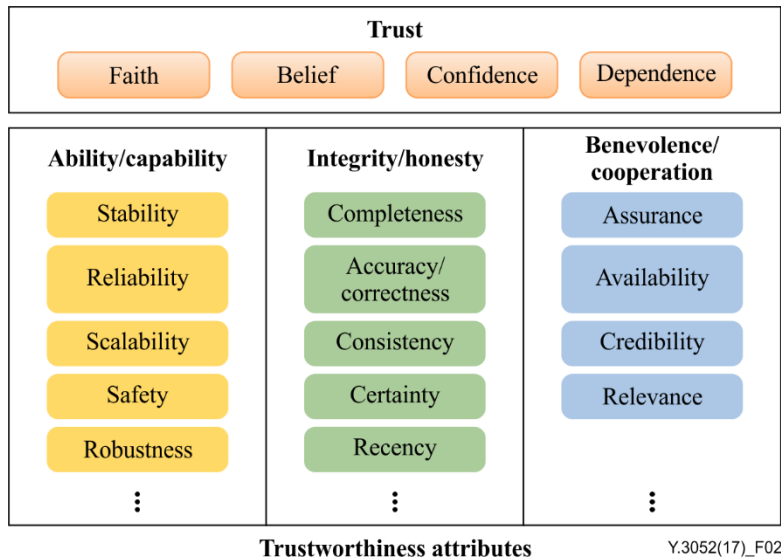 Trust
Faith
Belief
Confidence
Dependence
Ability/capability
Stability
Reliability
Scalability
Safety
Robustness
Integrity/honesty
Completeness
Accuracy/
correctness
Consistency
Certainty
Recency
Benevolence/
cooperation
Assurance
Availability
Credibility
Relevance
Trustworthiness attributes
Y.3052(17)_F02